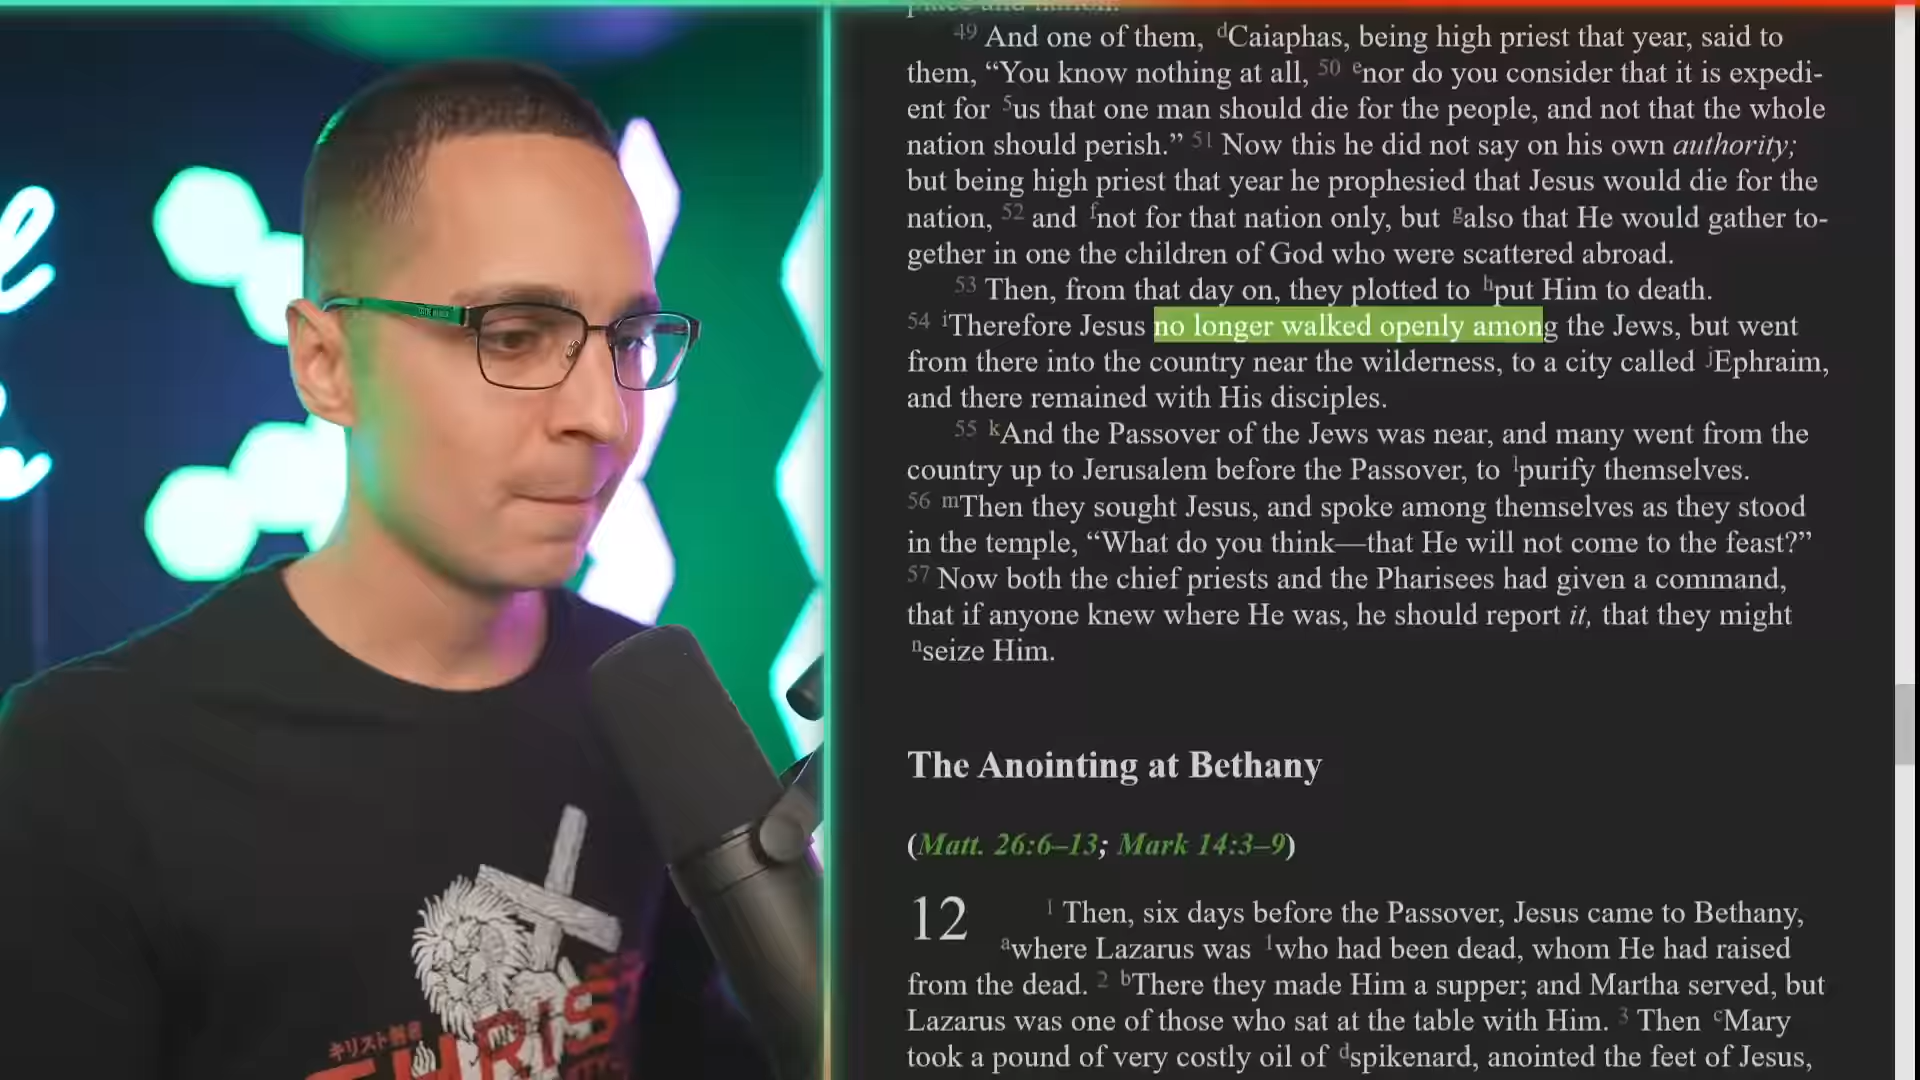 49 And one of them, dCaiaphas, being high priest that year, said to
them, “You know nothing at all, 50 enor do you consider that it is expedi-
ent for 5us that one man should die for the people, and not that the whole
nation should perish.” 51 Now this he did not say on his own authority;
but being high priest that year he prophesied that Jesus would die for the
nation, 52 and fnot for that nation only, but galso that He would gather to-
gether in one the children of God who were scattered abroad.
53 Then, from that day on, they plotted to hput Him to death.
54 iTherefore Jesus no longer walked openly among the Jews, but went
from there into the country near the wilderness, to a city called jEphraim,
and there remained with His disciples.
55 kAnd the Passover of the Jews was near, and many went from the
country up to Jerusalem before the Passover, to lpurify themselves.
56 mThen they sought Jesus, and spoke among themselves as they stood
in the temple, “What do you think—that He will not come to the feast?”
57 Now both the chief priests and the Pharisees had given a command,
that if anyone knew where He was, he should report it, that they might
nseize Him.
The Anointing at Bethany
(Matt. 26:6–13; Mark 14:3–9)
12 1 Then, six days before the Passover, Jesus came to Bethany,
awhere Lazarus was 1who had been dead, whom He had raised
from the dead. 2 bThere they made Him a supper; and Martha served, but
Lazarus was one of those who sat at the table with Him. 3 Then cMary
took a pound of very costly oil of dspikenard, anointed the feet of Jesus,
キリスト
CHRIST